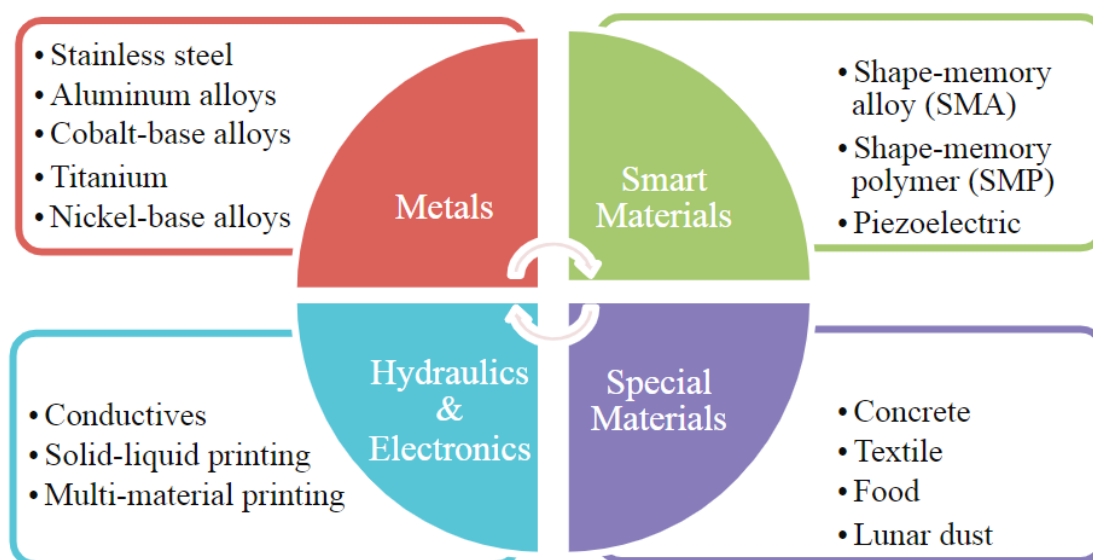 • Stainless steel
• Aluminum alloys
• Cobalt-base alloys
• Titanium
• Nickel-base alloys
Metals
Smart
Materials
• Shape-memory
alloy (SMA)
• Shape-memory
polymer (SMP)
• Piezoelectric
• Conductives
• Solid-liquid printing
• Multi-material printing
Hydraulics
&
Electronics
Special
Materials
• Concrete
• Textile
• Food
• Lunar dust